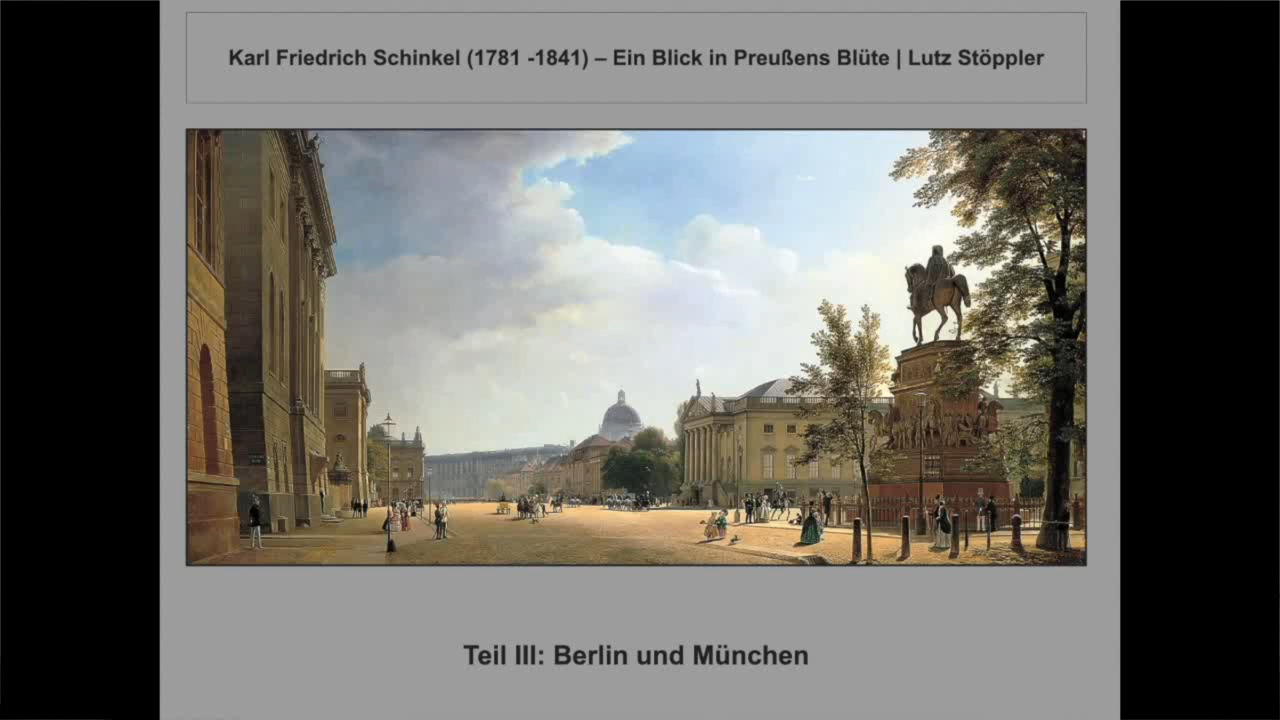 Karl Friedrich Schinkel (1781 -1841) – Ein Blick in Preußens Blüte | Lutz Stöppler
Teil III: Berlin und München